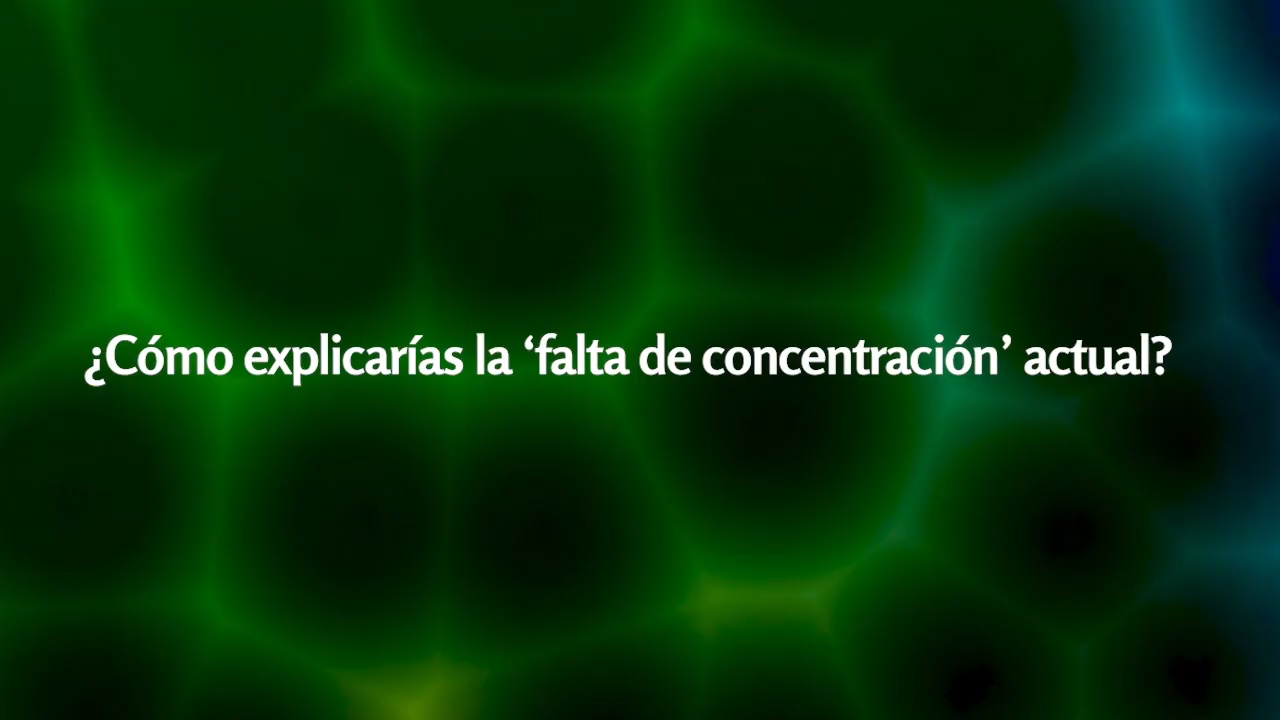 ¿Cómo explicarías la ‘falta de concentración’ actual?